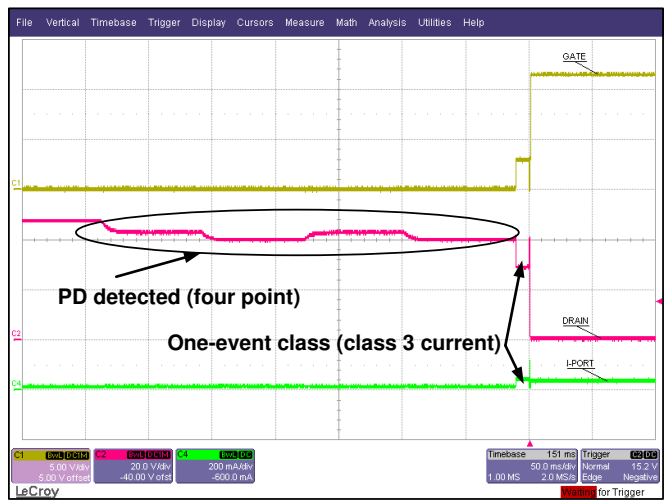 File Vertical Timebase Trigger Display Cursors Measure Math Analysis Utilities Help
GATE
C1
PD detected (four point)
DRAIN
C2
One-event class (class 3 current)
I-PORT
C4
C1 BwL DC1M
5.00 V/div
5.00 V offset
C2 BwL DC1M
20.0 V/div
-40.00 V ofst
C4 BwL DC
200 mA/div
-600.0 mA
Timebase 151 ms
50.0 ms/div
1.00 MS 2.0 MS/s
Trigger C2 DC
Normal 15.2 V
Edge Negative
LeCroy
Waiting for Trigger